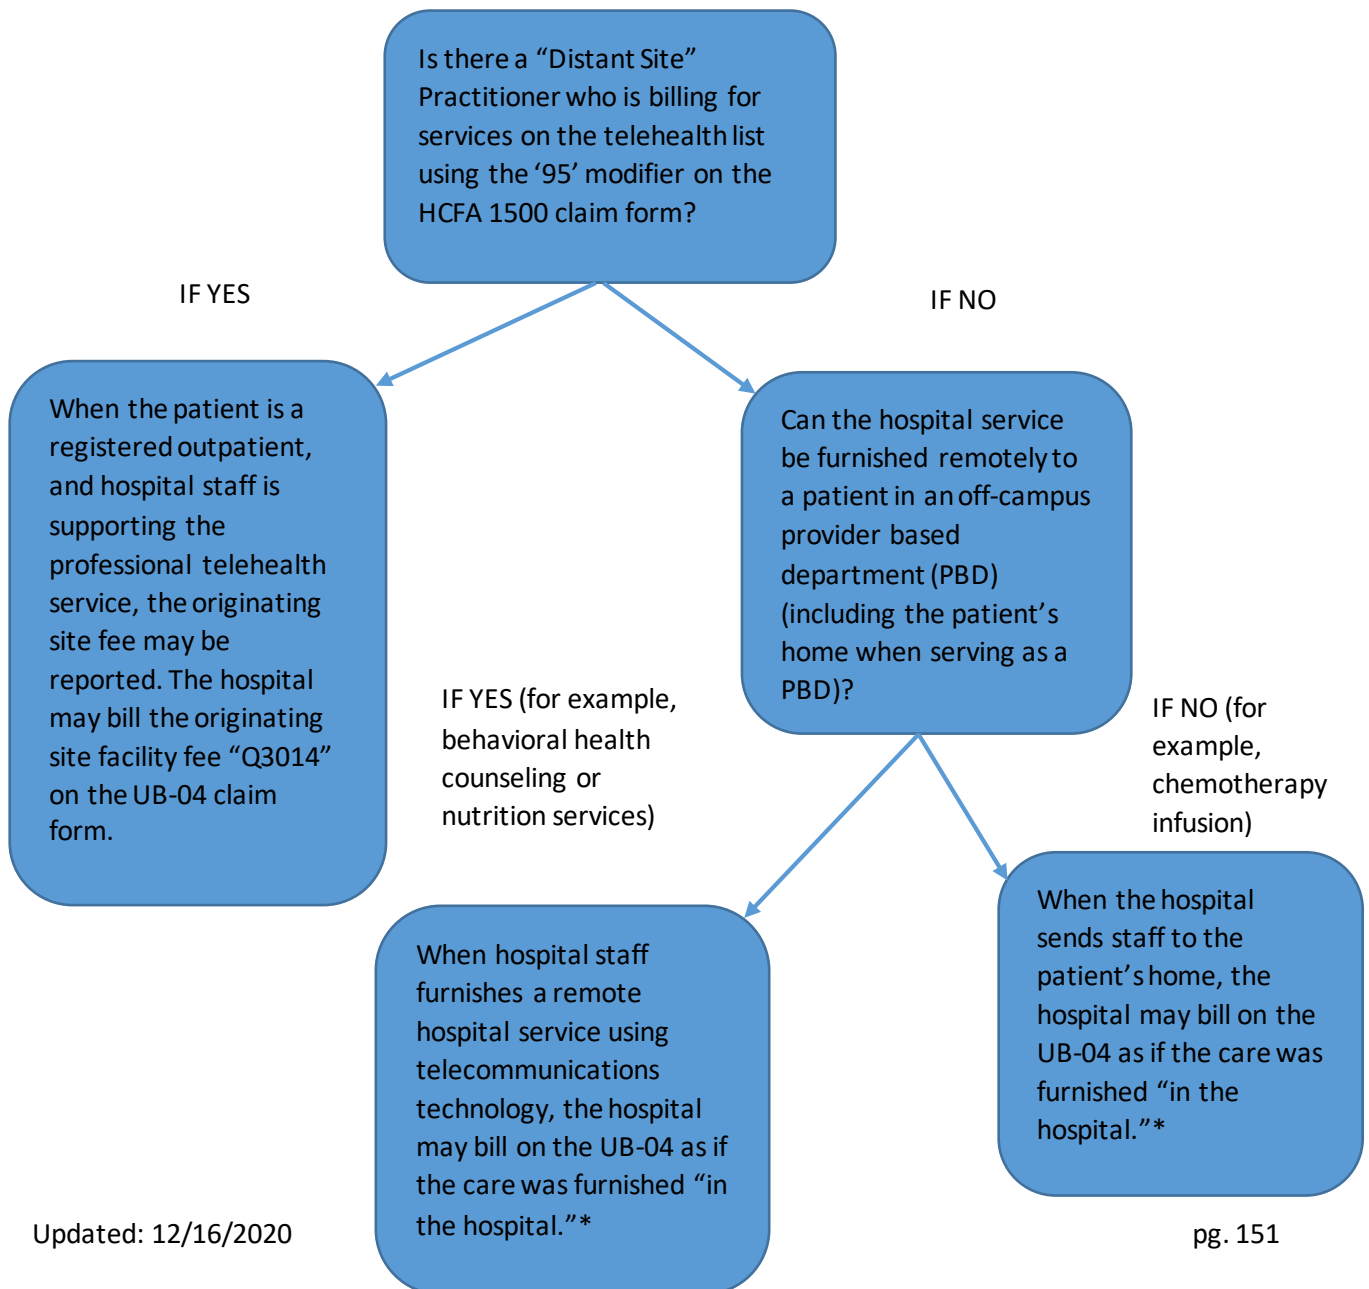 Is there a “Distant Site”
Practitioner who is billing for
services on the telehealth list
using the ‘95’ modifier on the
HCFA 1500 claim form?
IF YES
IF NO
When the patient is a
registered outpatient,
and hospital staff is
supporting the
professional telehealth
service, the originating
site fee may be
reported. The hospital
may bill the originating
site facility fee “Q3014”
on the UB-04 claim
form.
Can the hospital service
be furnished remotely to
a patient in an off-campus
provider based
department (PBD)
(including the patient’s
home when serving as a
PBD)?
IF YES (for example,
behavioral health
counseling or
nutrition services)
IF NO (for
example,
chemotherapy
infusion)
When hospital staff
furnishes a remote
hospital service using
telecommunications
technology, the hospital
may bill on the UB-04 as if
the care was furnished “in
the hospital.”*
When the hospital
sends staff to the
patient’s home, the
hospital may bill on the
UB-04 as if the care was
furnished “in the
hospital.”*
Updated: 12/16/2020
pg. 151